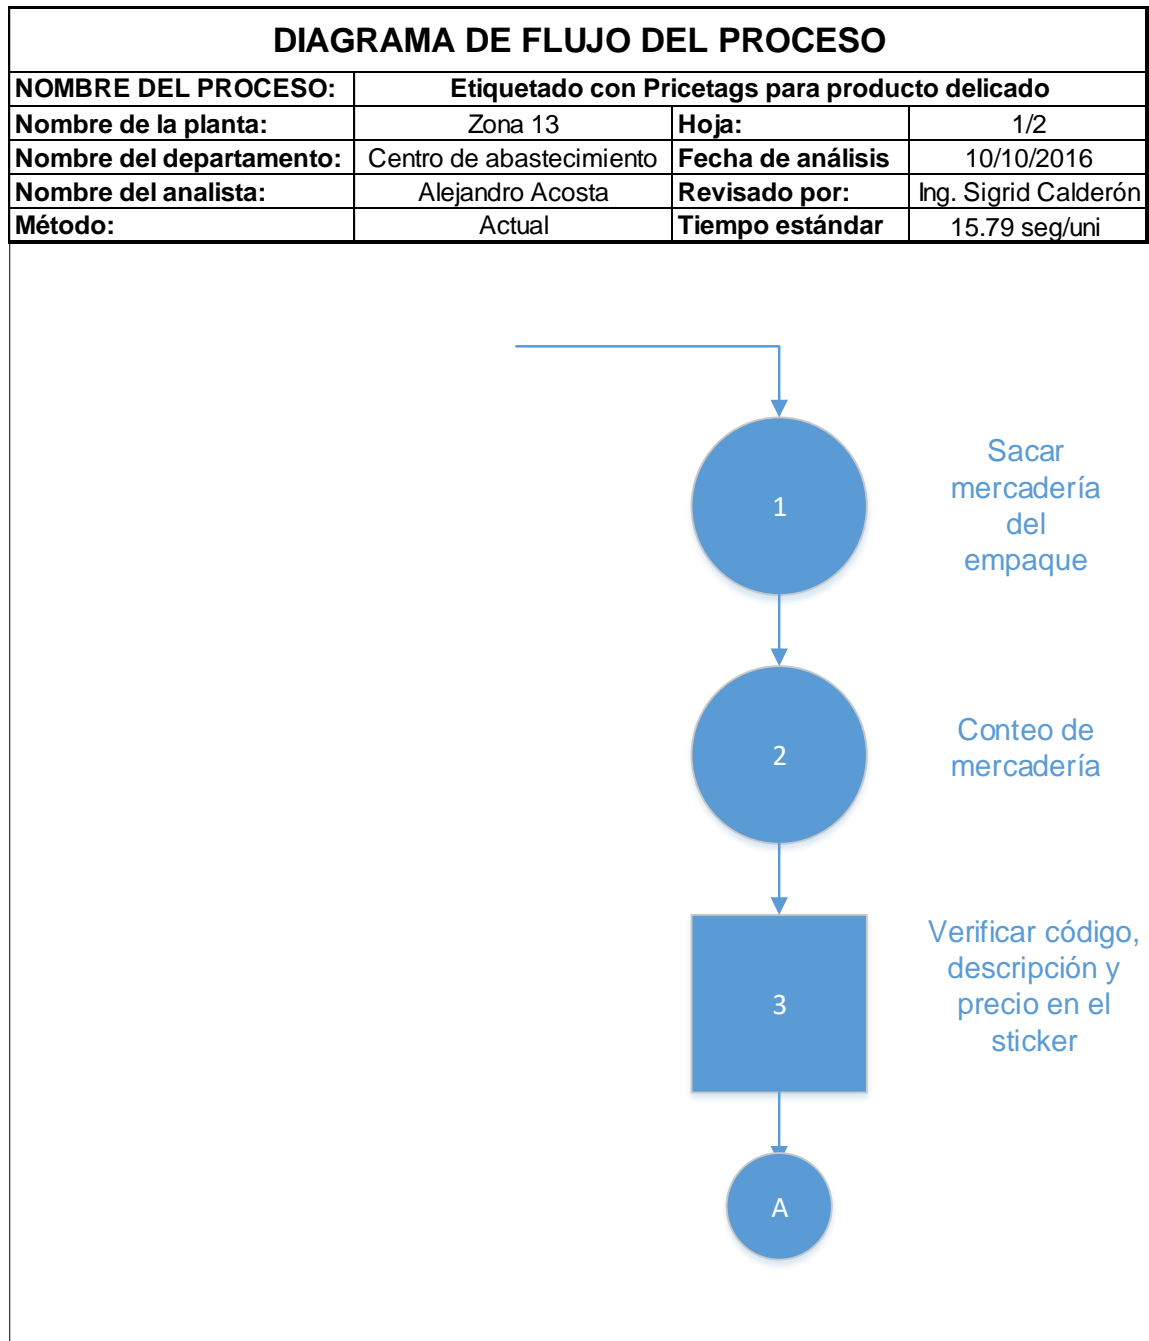 DIAGRAMA DE FLUJO DEL PROCESO
NOMBRE DEL PROCESO: Etiquetado con Pricetags para producto delicado
Nombre de la planta: Zona 13 Hoja: 1/2
Nombre del departamento: Centro de abastecimiento Fecha de análisis 10/10/2016
Nombre del analista: Alejandro Acosta Revisado por: Ing. Sigrid Calderón
Método: Actual Tiempo estándar 15.79 seg/uni
1
Sacar
mercadería
del
empaque
2
Conteo de
mercadería
3
Verificar código,
descripción y
precio en el
sticker
A